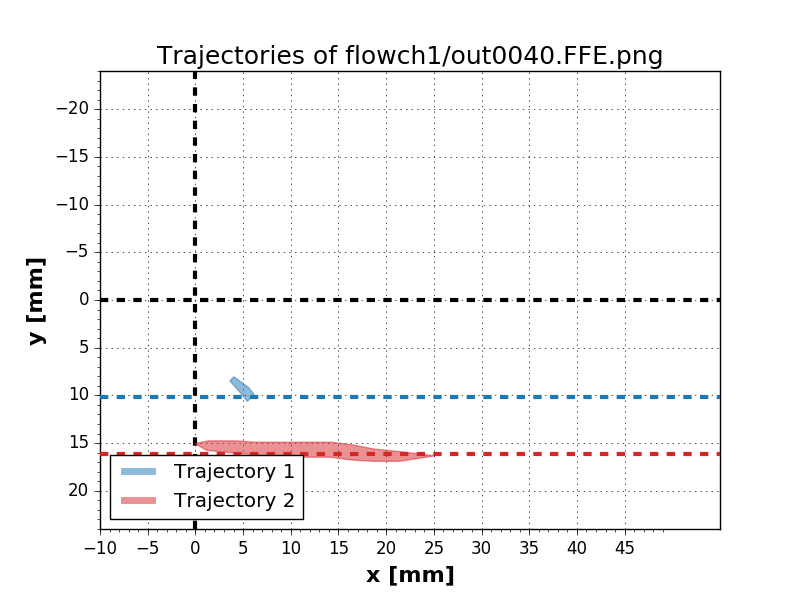 Trajectories of flowch1/out0040.FFE.png
−20
−15
−10
−5
0
5
10
15
20
y [mm]
Trajectory 1
Trajectory 2
−10 −5 0 5 10 15 20 25 30 35 40 45
x [mm]